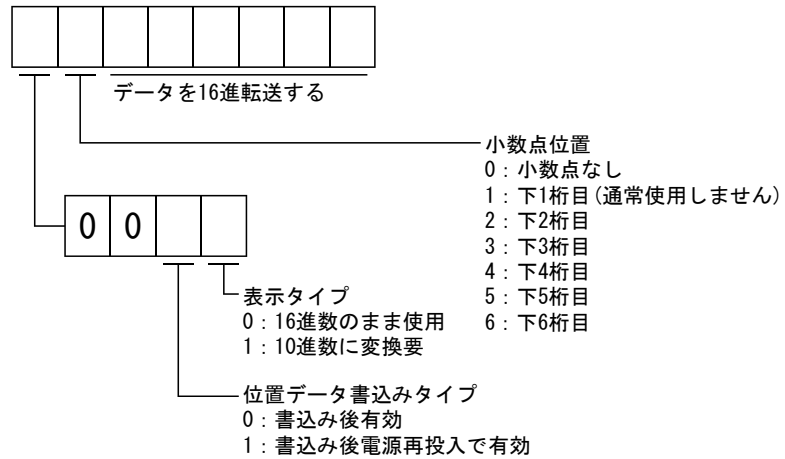 データを16進転送する
小数点位置
0：小数点なし
1：下1桁目(通常使用しません)
2：下2桁目
3：下3桁目
4：下4桁目
5：下5桁目
6：下6桁目
0 0
表示タイプ
0：16進数のまま使用
1：10進数に変換要
位置データ書込みタイプ
0：書込み後有効
1：書込み後電源再投入で有効